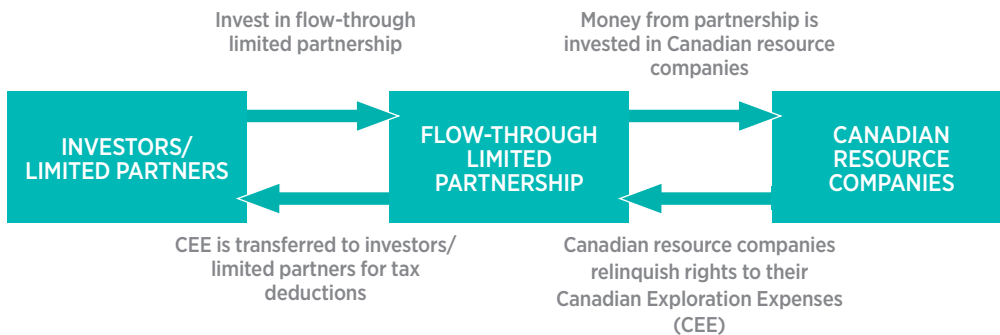 Invest in flow-through
limited partnership
Money from partnership is
invested in Canadian resource
companies
INVESTORS/
LIMITED PARTNERS
FLOW-THROUGH
LIMITED
PARTNERSHIP
CANADIAN
RESOURCE
COMPANIES
CEE is transferred to investors/
limited partners for tax
deductions
Canadian resource companies
relinquish rights to their
Canadian Exploration Expenses
(CEE)